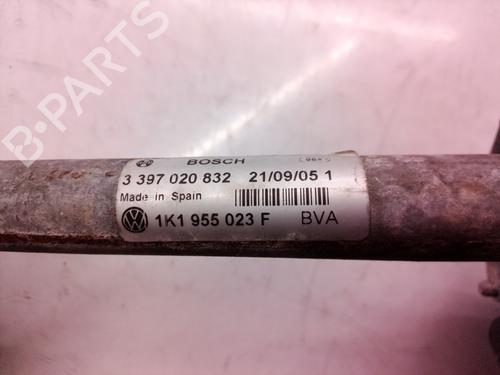 BOSCH
3 397 020 832 21/09/05 1
Made in Spain
1K1 955 023 F BVA
B-Parts